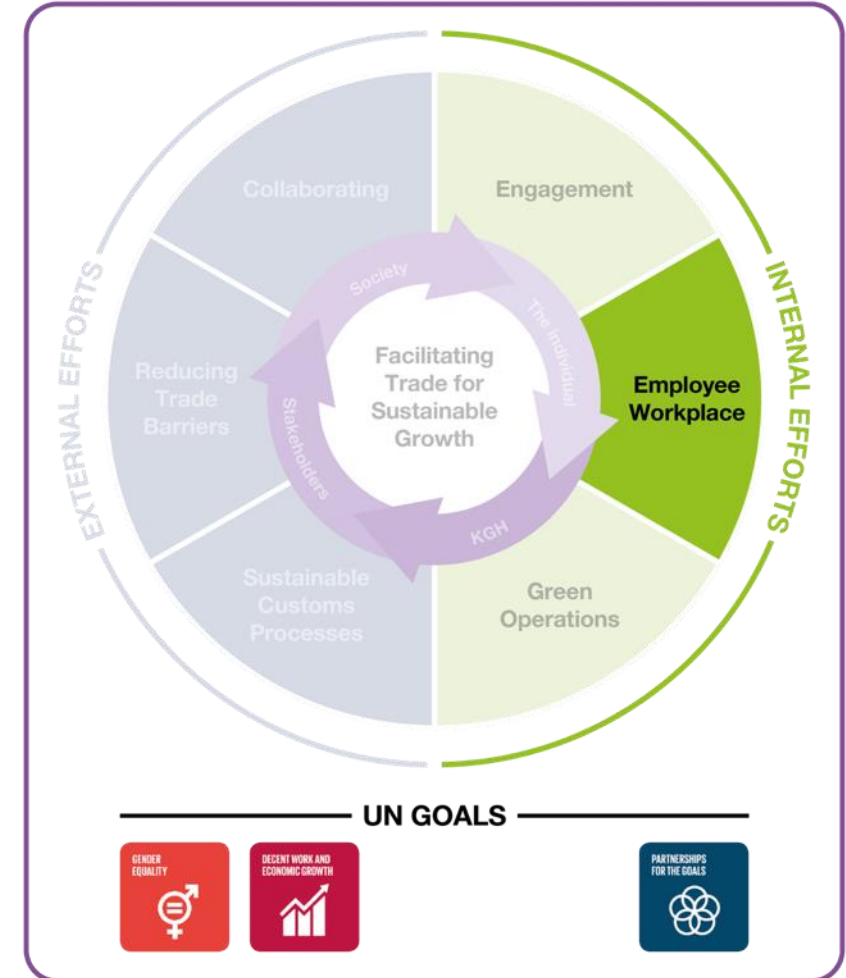 Collaborating
Engagement
EXTERNAL EFFORTS
INTERNAL EFFORTS
Society
The individual
Reducing
Trade
Barriers
Facilitating
Trade for
Sustainable
Growth
Employee
Workplace
Stakeholders
KGH
Sustainable
Customs
Processes
Green
Operations
UN GOALS
GENDER
EQUALITY
DECENT WORK AND
ECONOMIC GROWTH
PARTNERSHIPS
FOR THE GOALS